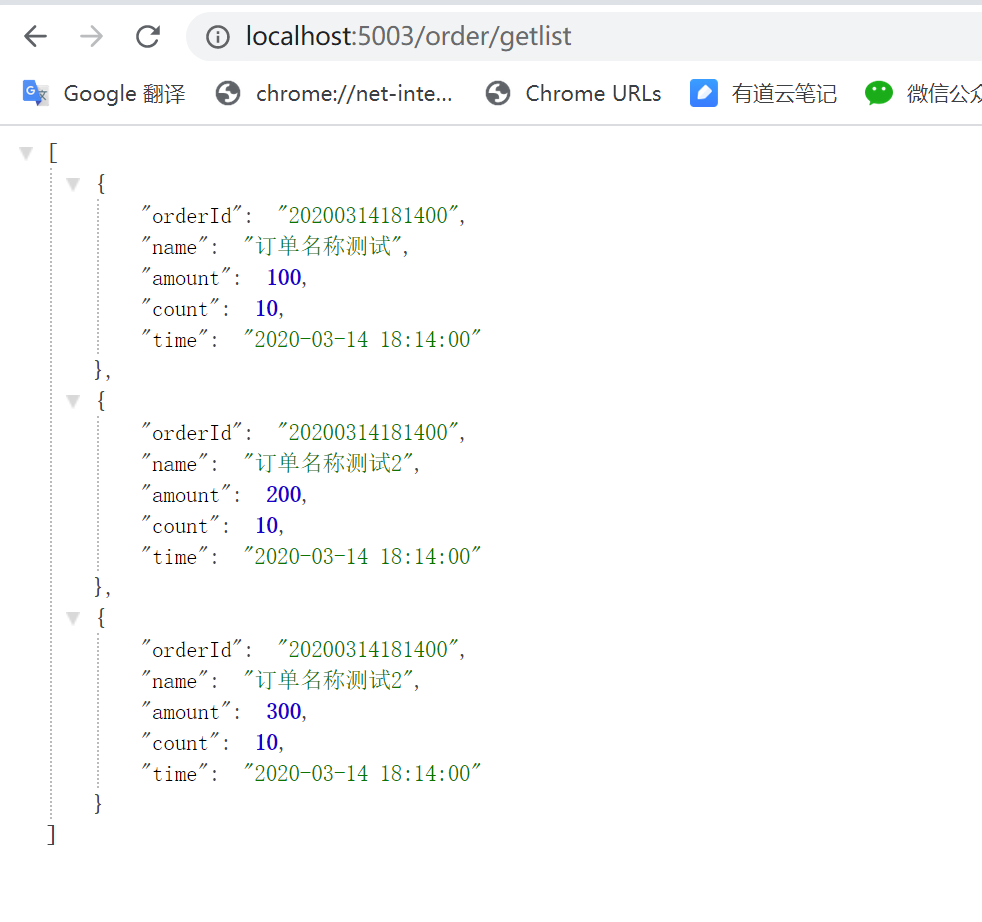 localhost:5003/order/getlist
Google 翻译 chrome://net-inte... Chrome URLs 有道云笔记 微信公众
[
{
"orderId": "20200314181400",
"name": "订单名称测试",
"amount": 100,
"count": 10,
"time": "2020-03-14 18:14:00"
},
{
"orderId": "20200314181400",
"name": "订单名称测试2",
"amount": 200,
"count": 10,
"time": "2020-03-14 18:14:00"
},
{
"orderId": "20200314181400",
"name": "订单名称测试2",
"amount": 300,
"count": 10,
"time": "2020-03-14 18:14:00"
}
]